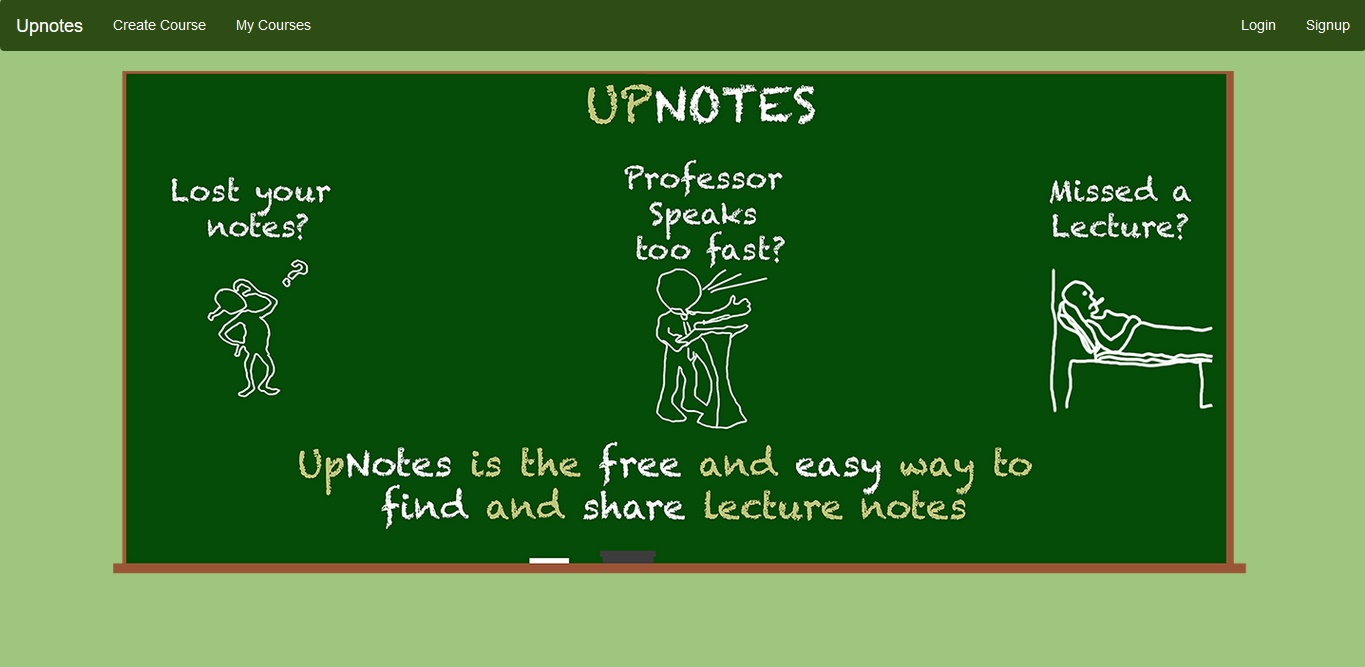 Upnotes Create Course My Courses Login Signup
UPNOTES
Lost your
notes?
Professor
Speaks
too fast?
Missed a
Lecture?
?
UpNotes is the free and easy way to
find and share lecture notes